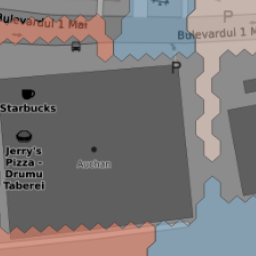 Bulevardul 1 Mai
Bulevardul 1 Mai
P
P
Starbucks
Jerry's
Pizza -
Drumu
Taberei
Auchan